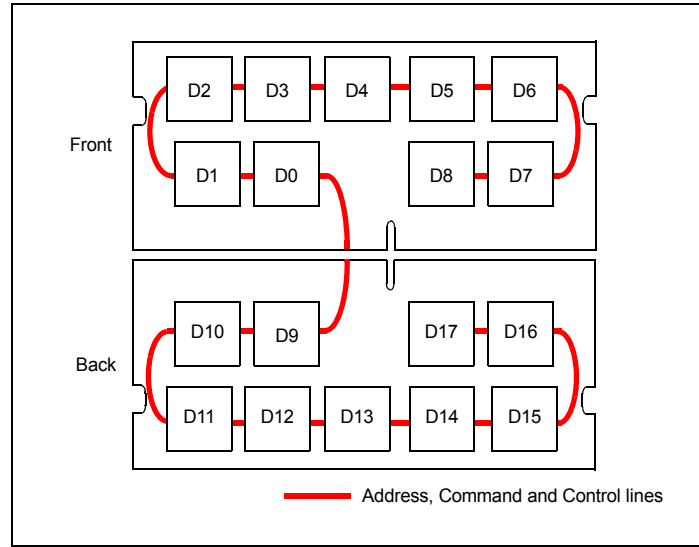 D2 D3 D4 D5 D6
Front
D1 D0 D8 D7
D10 D9 D17 D16
Back
D11 D12 D13 D14 D15
Address, Command and Control lines